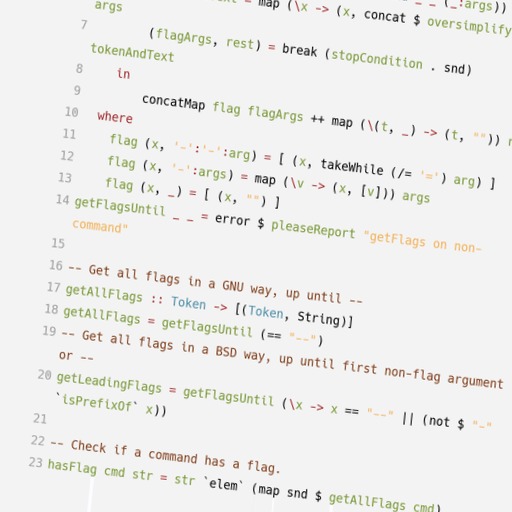 = map (\x -> (x, concat $ oversimplify
args
7 (flagArgs, rest) = break (stopCondition . snd)
tokenAndText
8 in
9 concatMap flag flagArgs ++ map (\(t, _) -> (t, ""))
10 where
11 flag (x, '-':'-':arg) = [ (x, takeWhile (/= '=') arg) ]
12 flag (x, '-':args) = map (\v -> (x, [v])) args
13 flag (x, _) = [ (x, "") ]
14 getFlagsUntil _ _ = error $ pleaseReport "getFlags on non-
command"
15
16 -- Get all flags in a GNU way, up until --
17 getAllFlags :: Token -> [(Token, String)]
18 getAllFlags = getFlagsUntil (== "--")
19 -- Get all flags in a BSD way, up until first non-flag argument
or --
20 getLeadingFlags = getFlagsUntil (\x -> x == "--" || (not $ "-"
`isPrefixOf` x))
21
22 -- Check if a command has a flag.
23 hasFlag cmd str = str `elem` (map snd $ getAllFlags cmd)